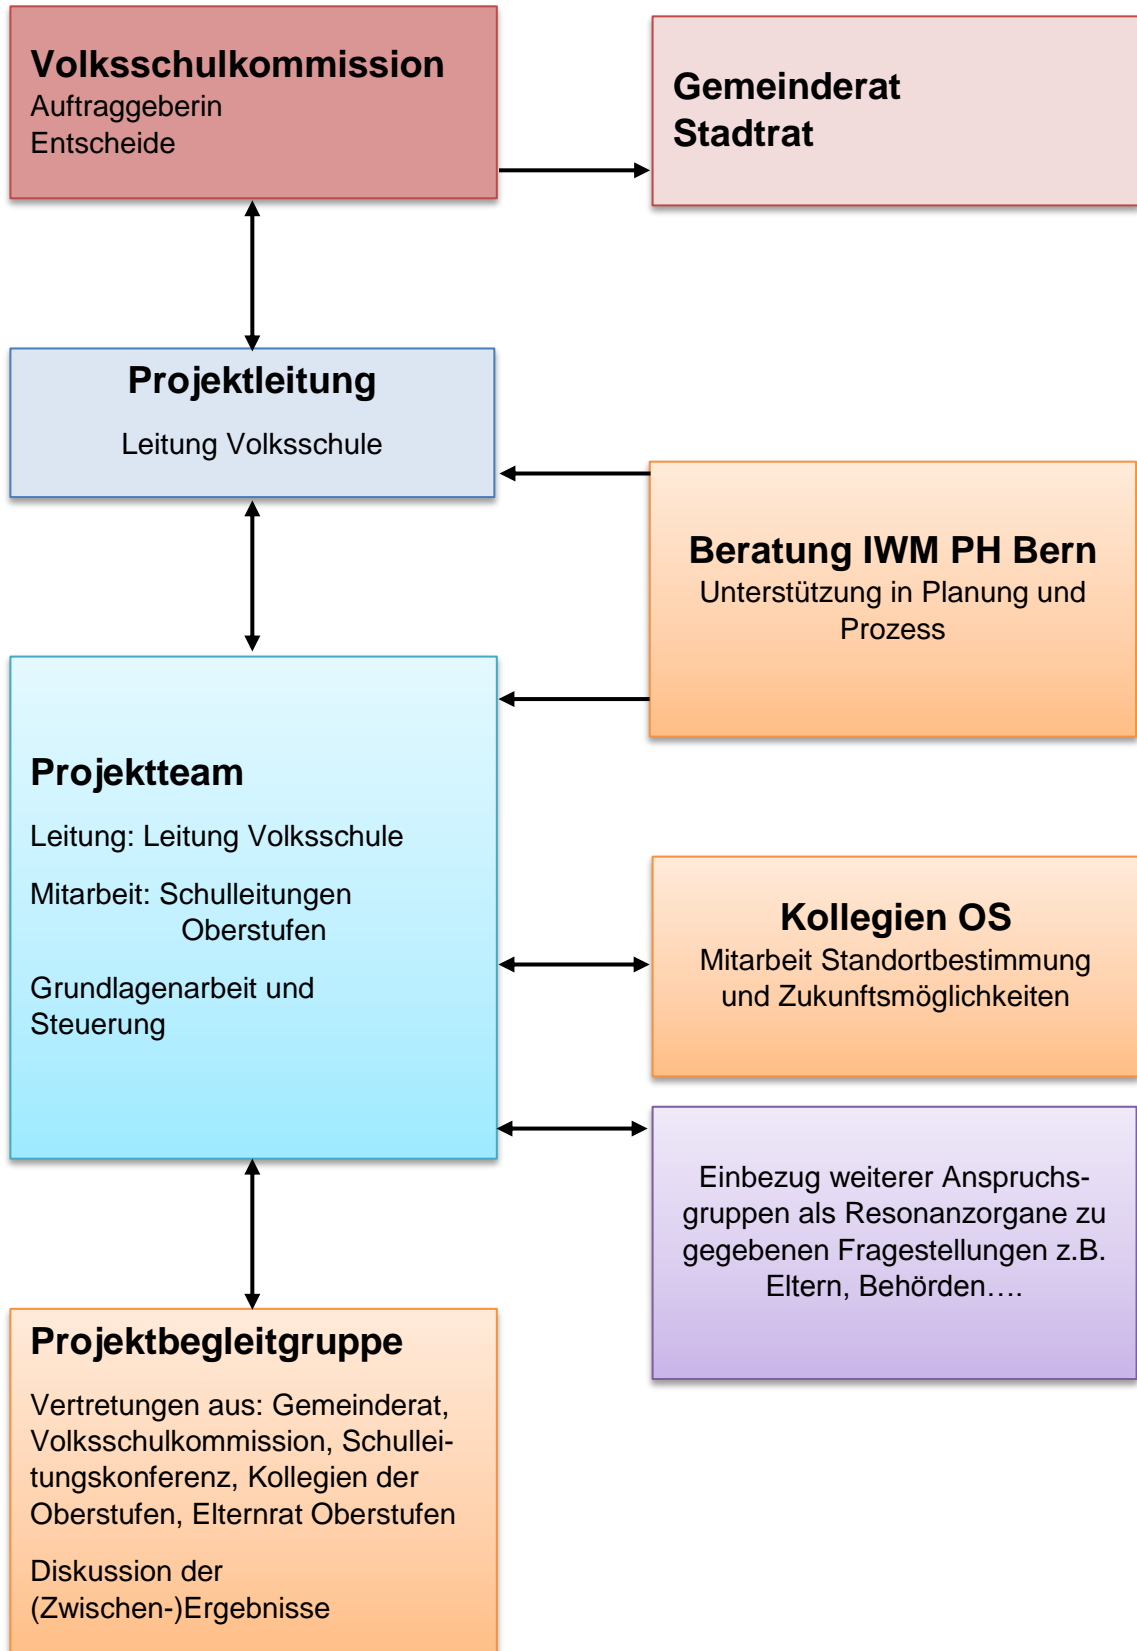 Volksschulkommission
Auftraggeberin
Entscheide
Gemeinderat
Stadtrat
Projektleitung
Leitung Volksschule
Beratung IWM PH Bern
Unterstützung in Planung und
Prozess
Projektteam
Leitung: Leitung Volksschule
Mitarbeit: Schulleitungen
Oberstufen
Grundlagenarbeit und
Steuerung
Kollegien OS
Mitarbeit Standortbestimmung
und Zukunftsmöglichkeiten
Einbezug weiterer Anspruchs-
gruppen als Resonanzorgane zu
gegebenen Fragestellungen z.B.
Eltern, Behörden….
Projektbegleitgruppe
Vertretungen aus: Gemeinderat,
Volksschulkommission, Schullei-
tungskonferenz, Kollegien der
Oberstufen, Elternrat Oberstufen
Diskussion der
(Zwischen-)Ergebnisse